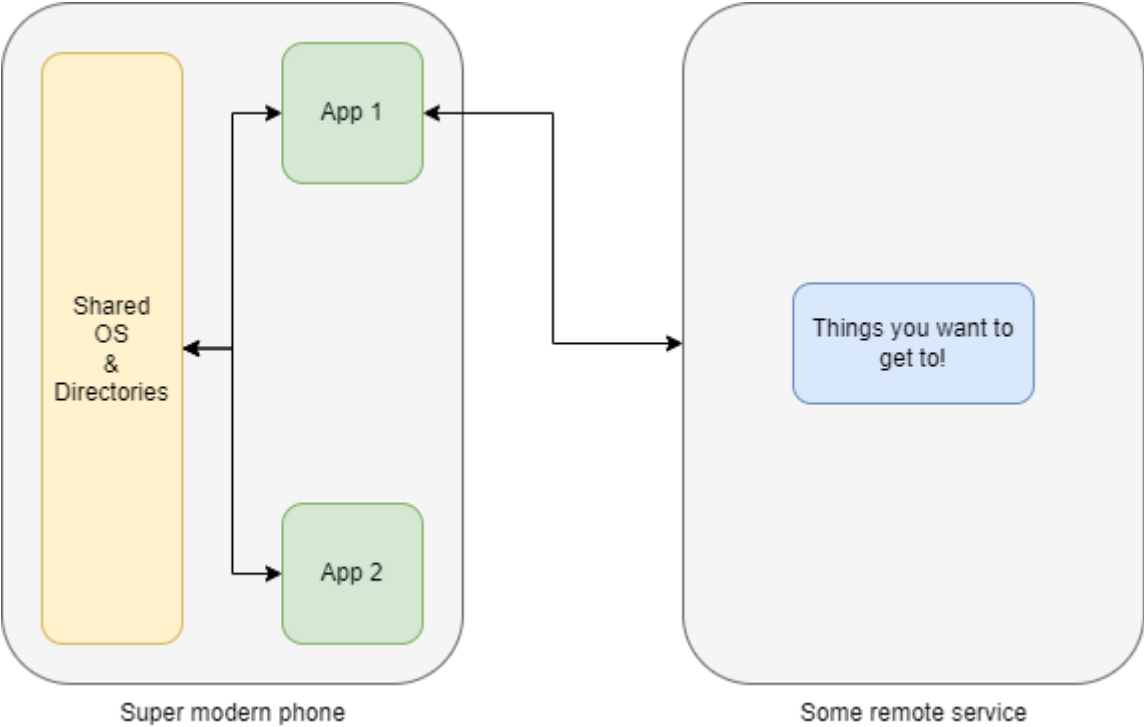 App 1
Shared
OS
&
Directories
Things you want to
get to!
App 2
Super modern phone
Some remote service